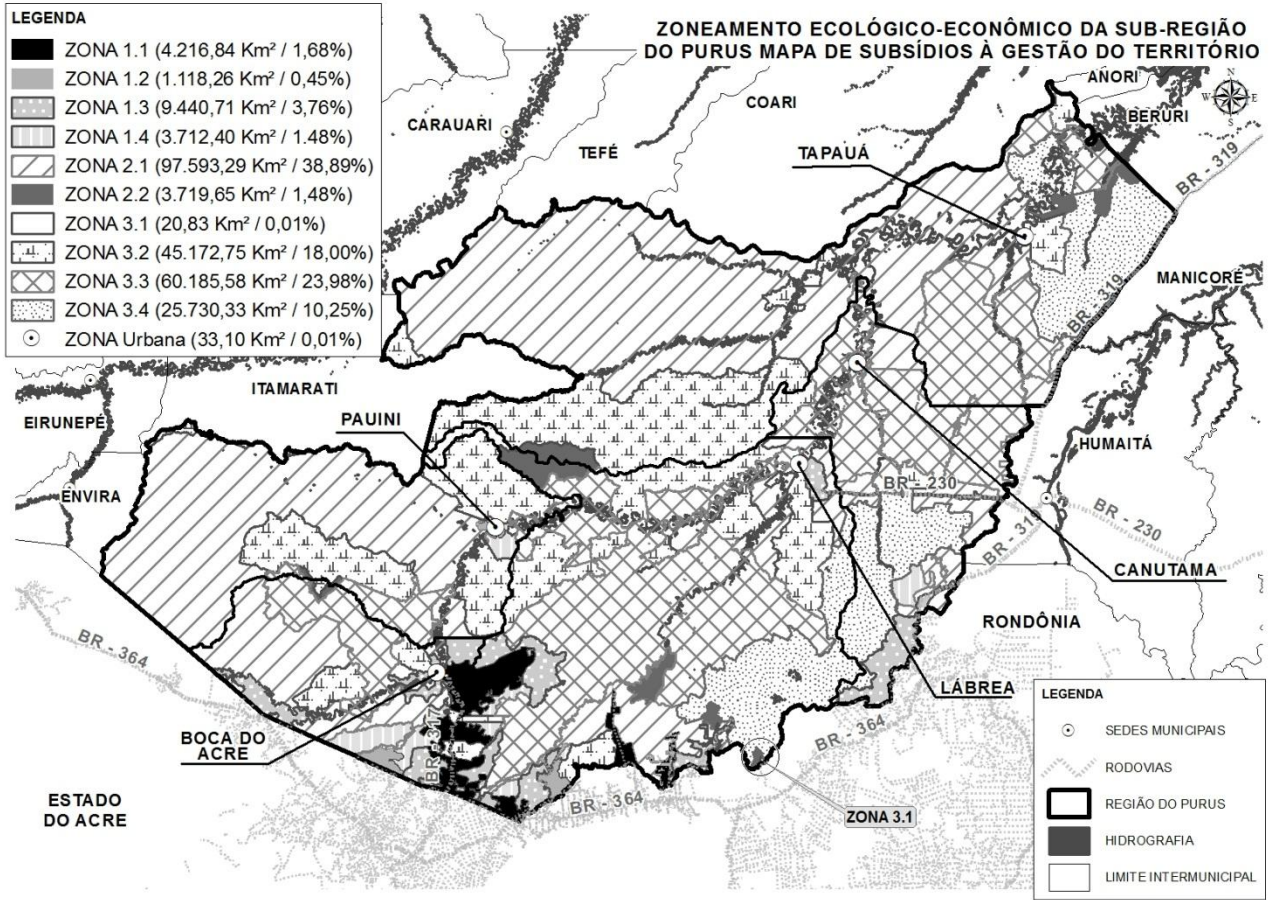 LEGENDA
ZONA 1.1 (4.216,84 Km² / 1,68%)
ZONA 1.2 (1.118,26 Km² / 0,45%)
ZONA 1.3 (9.440,71 Km² / 3,76%)
ZONA 1.4 (3.712,40 Km² / 1.48%)
ZONA 2.1 (97.593,29 Km² / 38,89%)
ZONA 2.2 (3.719,65 Km² / 1,48%)
ZONA 3.1 (20,83 Km² / 0,01%)
ZONA 3.2 (45.172,75 Km² / 18,00%)
ZONA 3.3 (60.185,58 Km² / 23,98%)
ZONA 3.4 (25.730,33 Km² / 10,25%)
ZONA Urbana (33,10 Km² / 0,01%)
ZONEAMENTO ECOLÓGICO-ECONÔMICO DA SUB-REGIÃO
DO PURUS MAPA DE SUBSÍDIOS À GESTÃO DO TERRITÓRIO
N
W E
S
ANORI
COARI
BERURI
CARAUARI
TEFÉ
TAPAUÁ
BR - 319
MANICORÉ
BR - 319
ITAMARATI
EIRUNEPÉ
PAUINI
HUMAITÁ
ENVIRA
BR - 230
BR - 230
BR - 319
CANUTAMA
RONDÔNIA
BR - 364
LÁBREA
BOCA DO
ACRE
BR - 317
BR - 364
BR - 364
ESTADO
DO ACRE
ZONA 3.1
LEGENDA
SEDES MUNICIPAIS
RODOVIAS
REGIÃO DO PURUS
HIDROGRAFIA
LIMITE INTERMUNICIPAL